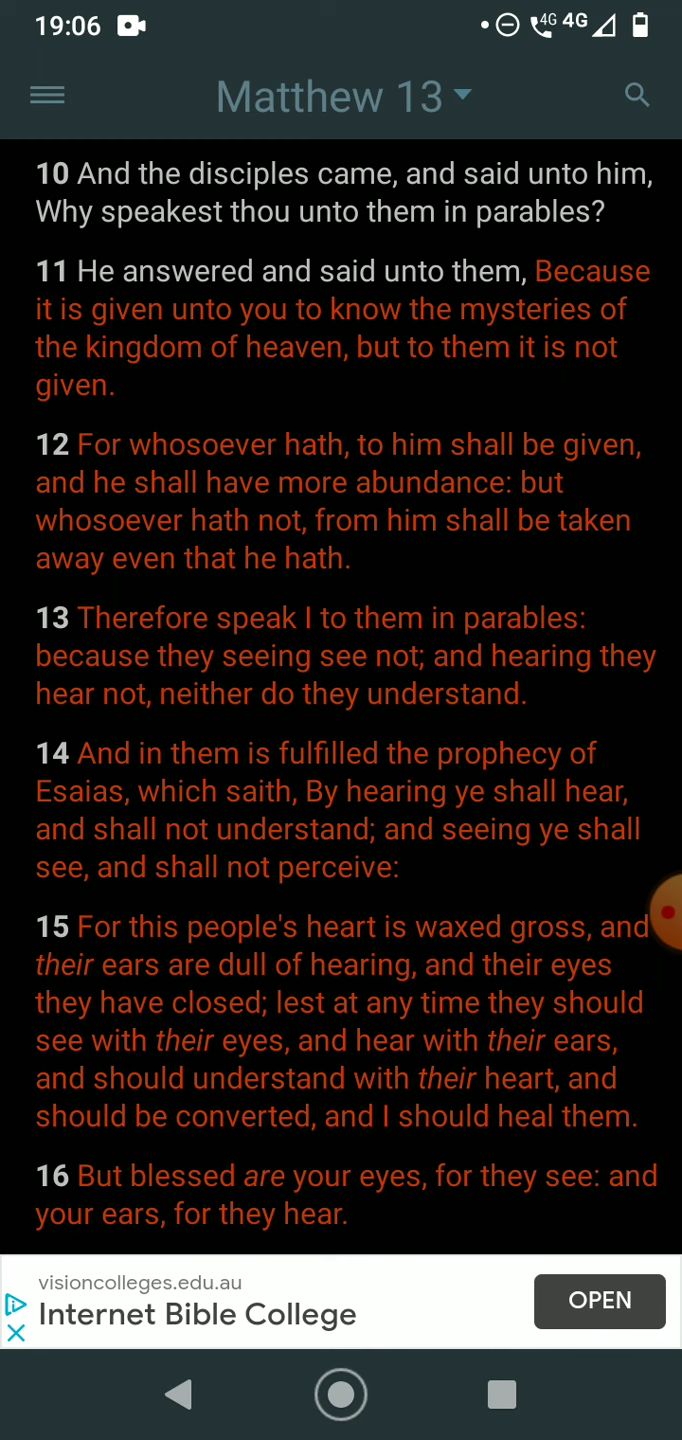 19:06
4G 4G
Matthew 13
10 And the disciples came, and said unto him,
Why speakest thou unto them in parables?
11 He answered and said unto them, Because
it is given unto you to know the mysteries of
the kingdom of heaven, but to them it is not
given.
12 For whosoever hath, to him shall be given,
and he shall have more abundance: but
whosoever hath not, from him shall be taken
away even that he hath.
13 Therefore speak I to them in parables:
because they seeing see not; and hearing they
hear not, neither do they understand.
14 And in them is fulfilled the prophecy of
Esaias, which saith, By hearing ye shall hear,
and shall not understand; and seeing ye shall
see, and shall not perceive:
15 For this people's heart is waxed gross, and
their ears are dull of hearing, and their eyes
they have closed; lest at any time they should
see with their eyes, and hear with their ears,
and should understand with their heart, and
should be converted, and I should heal them.
16 But blessed are your eyes, for they see: and
your ears, for they hear.
visioncolleges.edu.au
Internet Bible College
OPEN